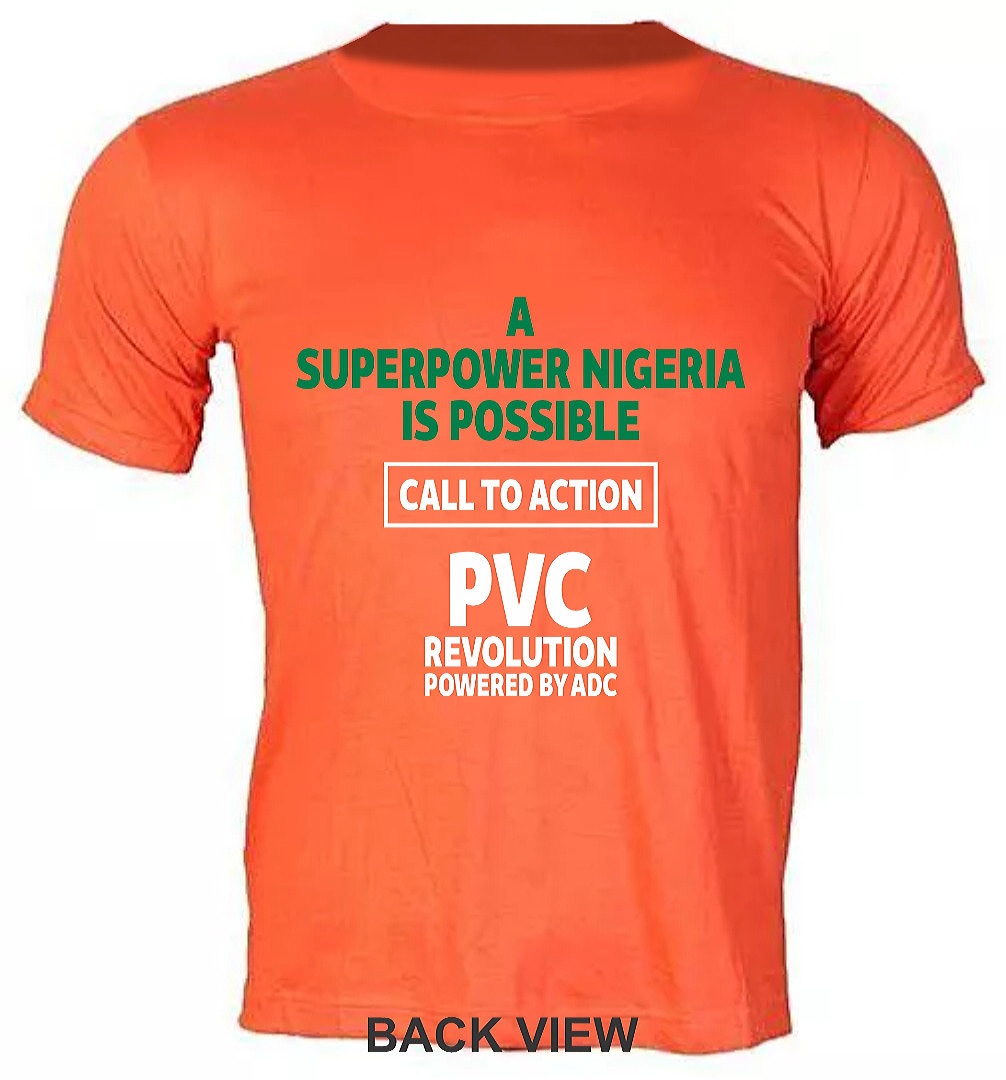 A
SUPERPOWER NIGERIA
IS POSSIBLE
CALL TO ACTION
PVC
REVOLUTION
POWERED BY ADC
BACK VIEW